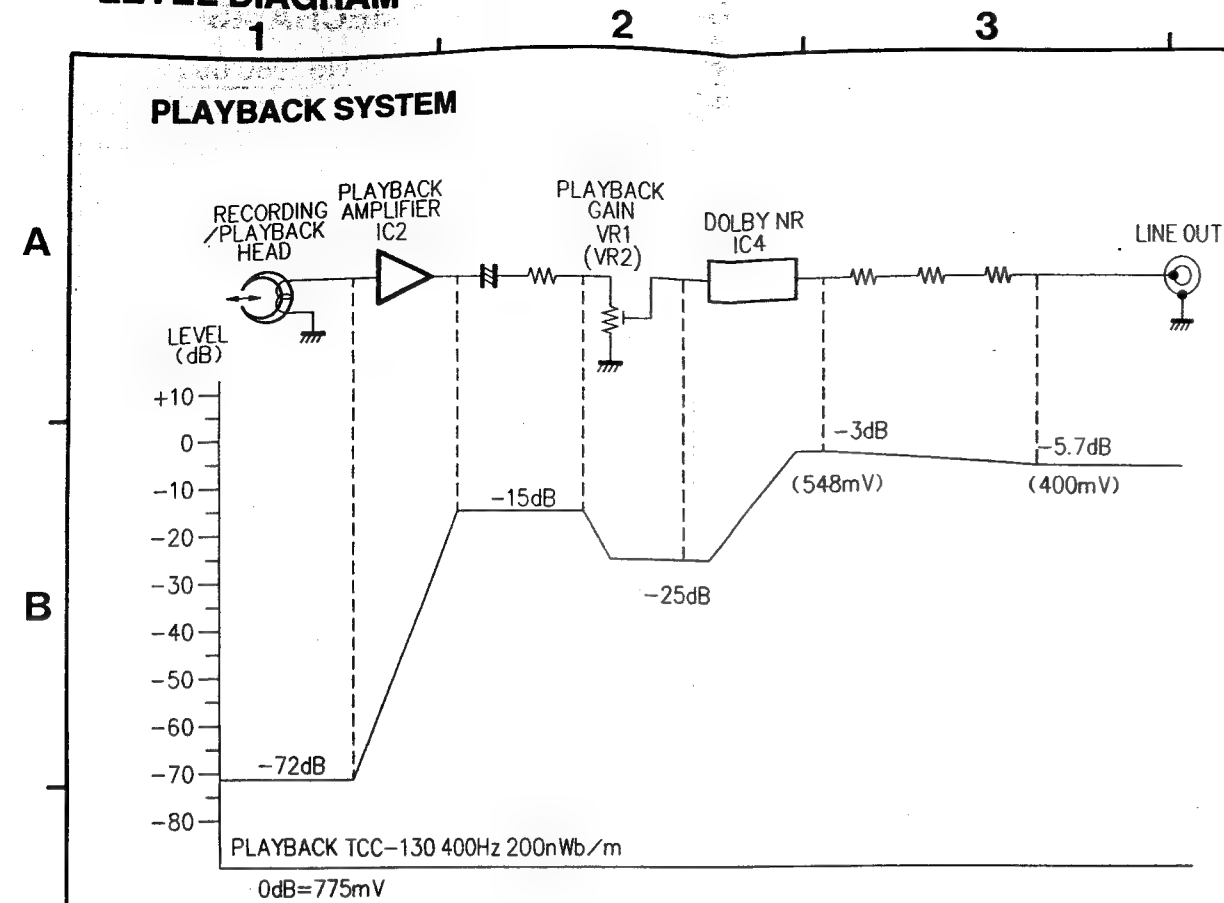 LEVEL DIAGRAM
1 2 3
PLAYBACK SYSTEM
A
RECORDING
/PLAYBACK
HEAD
PLAYBACK
AMPLIFIER
IC2
PLAYBACK
GAIN
VR1
(VR2)
DOLBY NR
IC4
LINE OUT
LEVEL
(dB)
+10
0
-10
-20
-30
-40
-50
-60
-70
-80
B
-72dB
-15dB
-25dB
-3dB
(548mV)
-5.7dB
(400mV)
PLAYBACK TCC-130 400Hz 200nWb/m
0dB=775mV